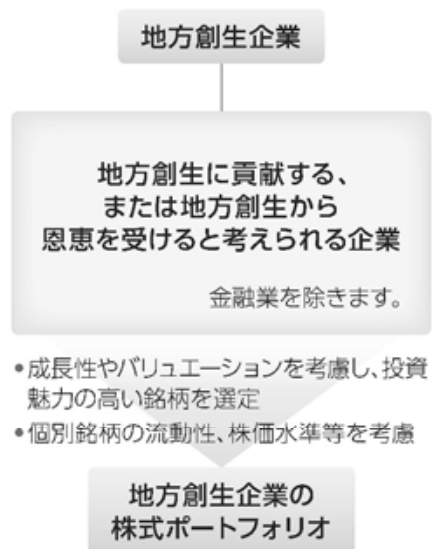 地方創生企業
地方創生に貢献する、
または地方創生から
恩恵を受けると考えられる企業
金融業を除きます。
•成長性やバリュエーションを考慮し、投資
魅力の高い銘柄を選定
•個別銘柄の流動性、株価水準等を考慮
地方創生企業の
株式ポートフォリオ